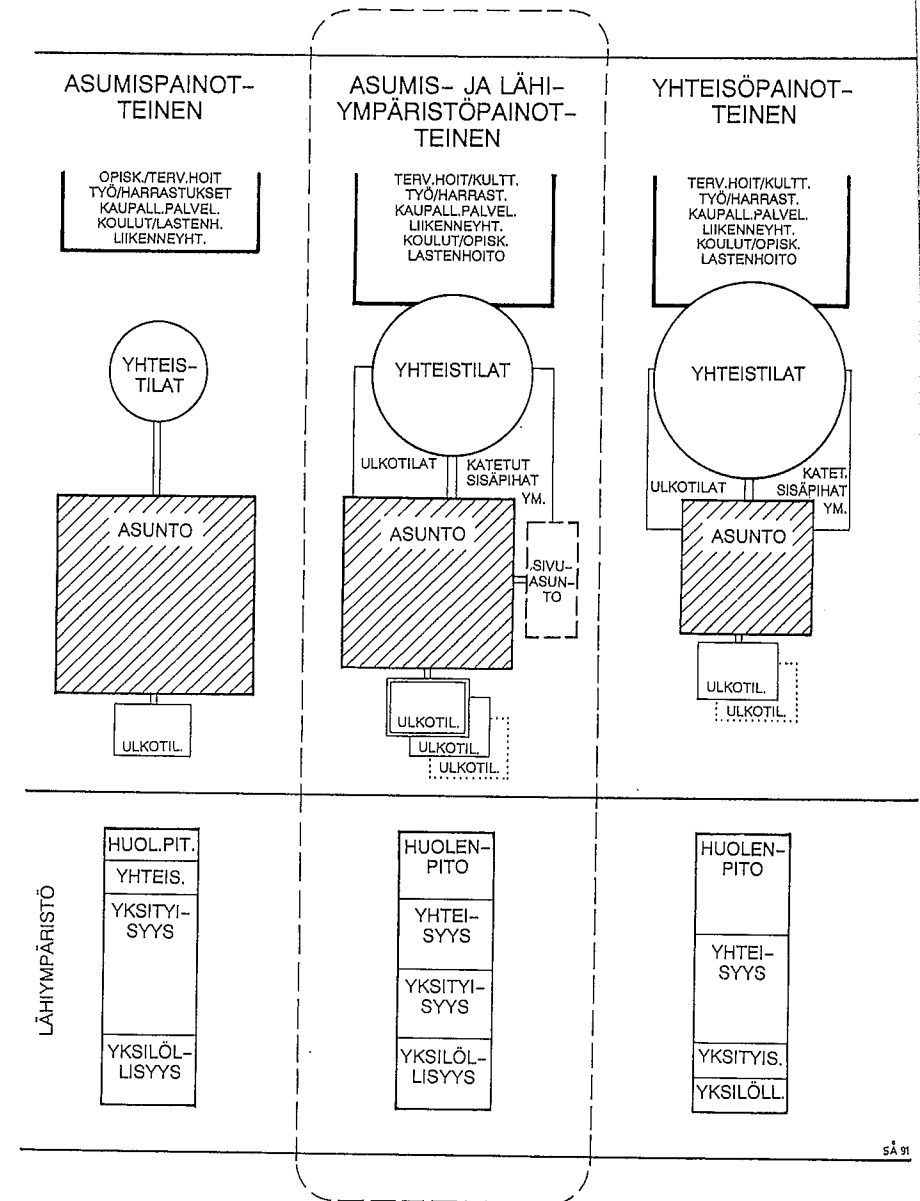 ASUMISPAINOT–
TEINEN
OPISK./TERV.HOIT
TYÖ/HARRASTUKSET
KAUPALL.PALVEL.
KOULUT/LASTENH.
LIIKENNEYHT.
YHTEIS–
TILAT
ASUNTO
ULKOTIL.
ASUMIS– JA LÄHI–
YMPÄRISTÖPAINOT–
TEINEN
TERV.HOIT/KULTT.
TYÖ/HARRAST.
KAUPALL.PALVEL.
LIIKENNEYHT.
KOULUT/OPISK.
LASTENHOITO
YHTEISTILAT
ULKOTILAT
KATETUT
SISÄPIHAT
YM.
ASUNTO
SIVU–
ASUN–
TO
ULKOTIL.
ULKOTIL.
ULKOTIL.
YHTEISÖPAINOT–
TEINEN
TERV.HOIT/KULTT.
TYÖ/HARRAST.
KAUPALL.PALVEL.
LIIKENNEYHT.
KOULUT/OPISK.
LASTENHOITO
YHTEISTILAT
ULKOTILAT
KATET.
SISÄPIHAT
YM.
ASUNTO
ULKOTIL.
ULKOTIL.
LÄHIYMPÄRISTÖ
HUOL.PIT.
YHTEIS.
YKSITYI–
SYYS
YKSILÖL–
LISYYS
HUOLEN–
PITO
YHTEI–
SYYS
YKSITYI–
SYYS
YKSILÖL–
LISYYS
HUOLEN–
PITO
YHTEI–
SYYS
YKSITYIS.
YKSILÖLL.
SÅ 91